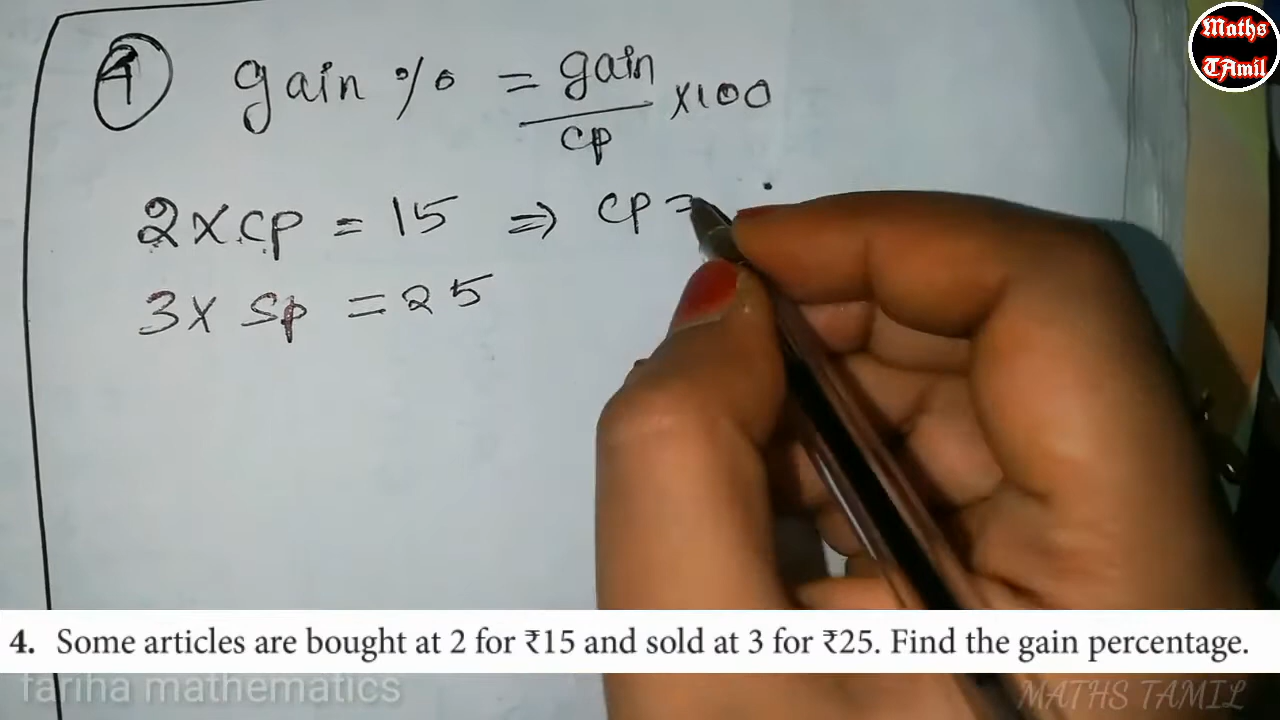 Maths
TAmil
4 gain % = gain/cp ×100
2 × cp = 15 ⇒ cp =
3 × Sp = 25
4. Some articles are bought at 2 for ₹15 and sold at 3 for ₹25. Find the gain percentage.
fariha mathematics
MATHS TAMIL